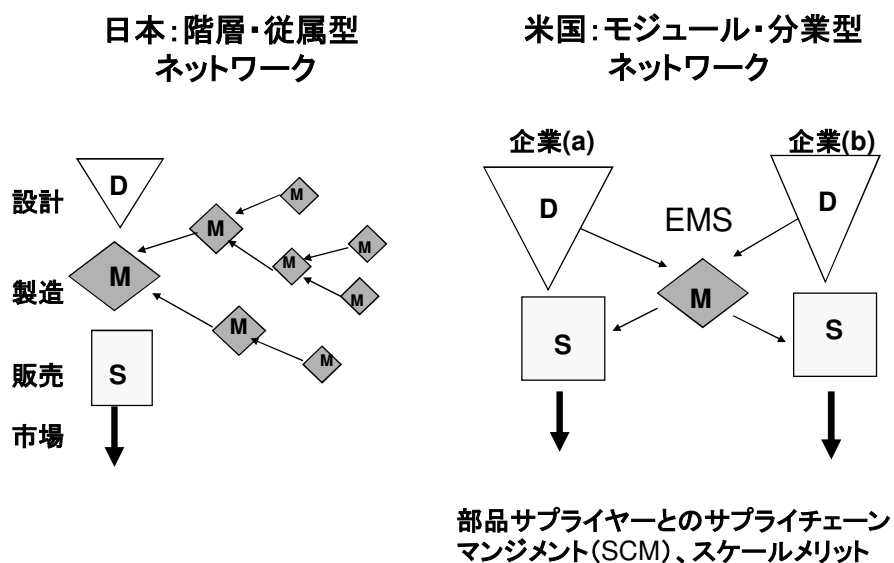 日本:階層・従属型
ネットワーク
米国:モジュール・分業型
ネットワーク
企業(a)
企業(b)
設計
製造
販売
市場
D
M
S
M
M
M
M
M
M
M
D
EMS
D
M
S
S
部品サプライヤーとのサプライチェーン
マンジメント(SCM)、スケールメリット